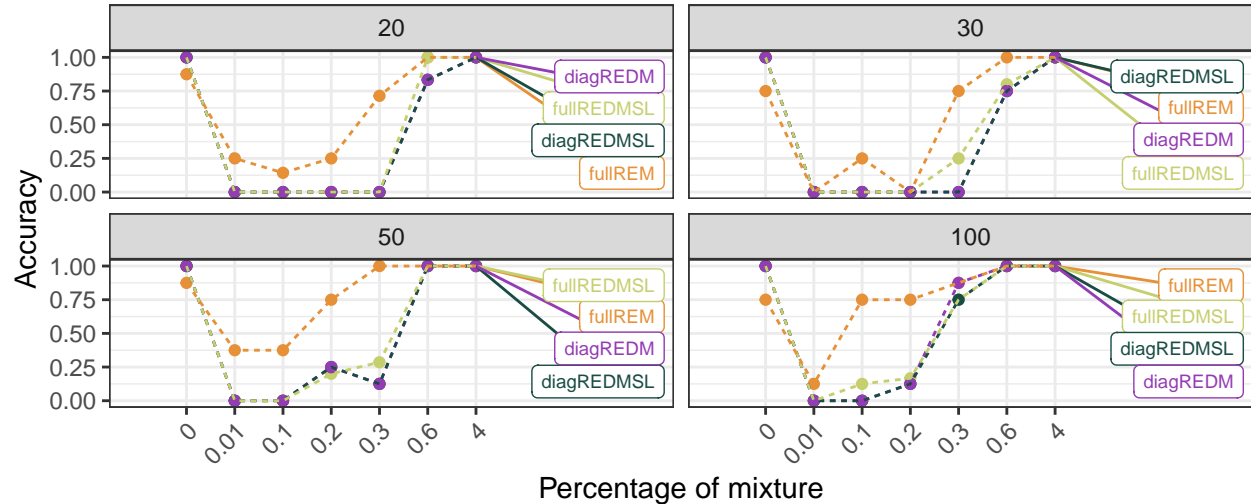 20
30
1.00
0.75
0.50
0.25
0.00
diagREDM
fullREDMSL
diagREDMSL
fullREM
diagREDMSL
fullREM
diagREDM
fullREDMSL
Accuracy
50
100
1.00
0.75
0.50
0.25
0.00
fullREDMSL
fullREM
diagREDM
diagREDMSL
fullREM
fullREDMSL
diagREDMSL
diagREDM
0 0.01 0.1 0.2 0.3 0.6 4
0 0.01 0.1 0.2 0.3 0.6 4
Percentage of mixture